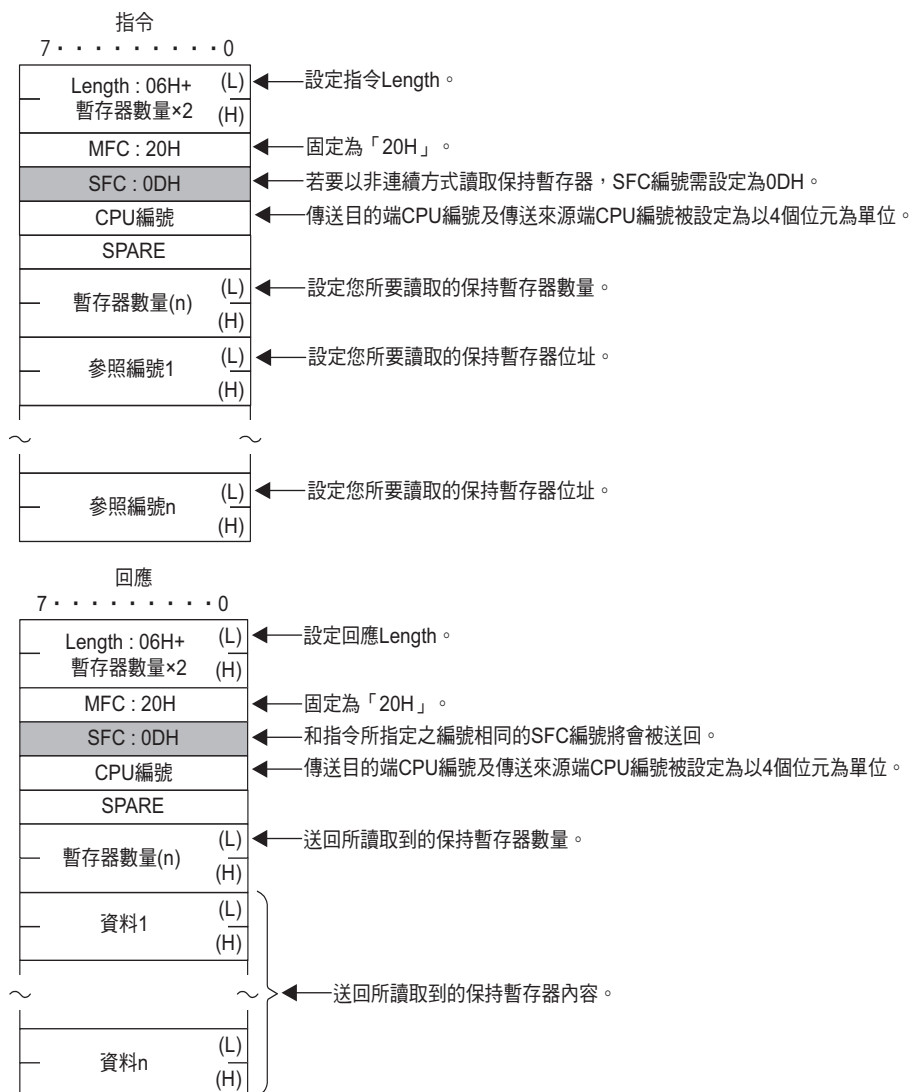 指令
7・・・・・・・・・0
Length : 06H+ (L) 設定指令Length。
暫存器數量×2 (H)
MFC : 20H 固定為「20H」。
SFC : 0DH 若要以非連續方式讀取保持暫存器，SFC編號需設定為0DH。
CPU編號 傳送目的端CPU編號及傳送來源端CPU編號被設定為以4個位元為單位。
SPARE
暫存器數量(n) (L) 設定您所要讀取的保持暫存器數量。
(H)
參照編號1 (L) 設定您所要讀取的保持暫存器位址。
(H)
參照編號n (L) 設定您所要讀取的保持暫存器位址。
(H)
回應
7・・・・・・・・・0
Length : 06H+ (L) 設定回應Length。
暫存器數量×2 (H)
MFC : 20H 固定為「20H」。
SFC : 0DH 和指令所指定之編號相同的SFC編號將會被送回。
CPU編號 傳送目的端CPU編號及傳送來源端CPU編號被設定為以4個位元為單位。
SPARE
暫存器數量(n) (L) 送回所讀取到的保持暫存器數量。
(H)
資料1 (L)
(H)
送回所讀取到的保持暫存器內容。
資料n (L)
(H)